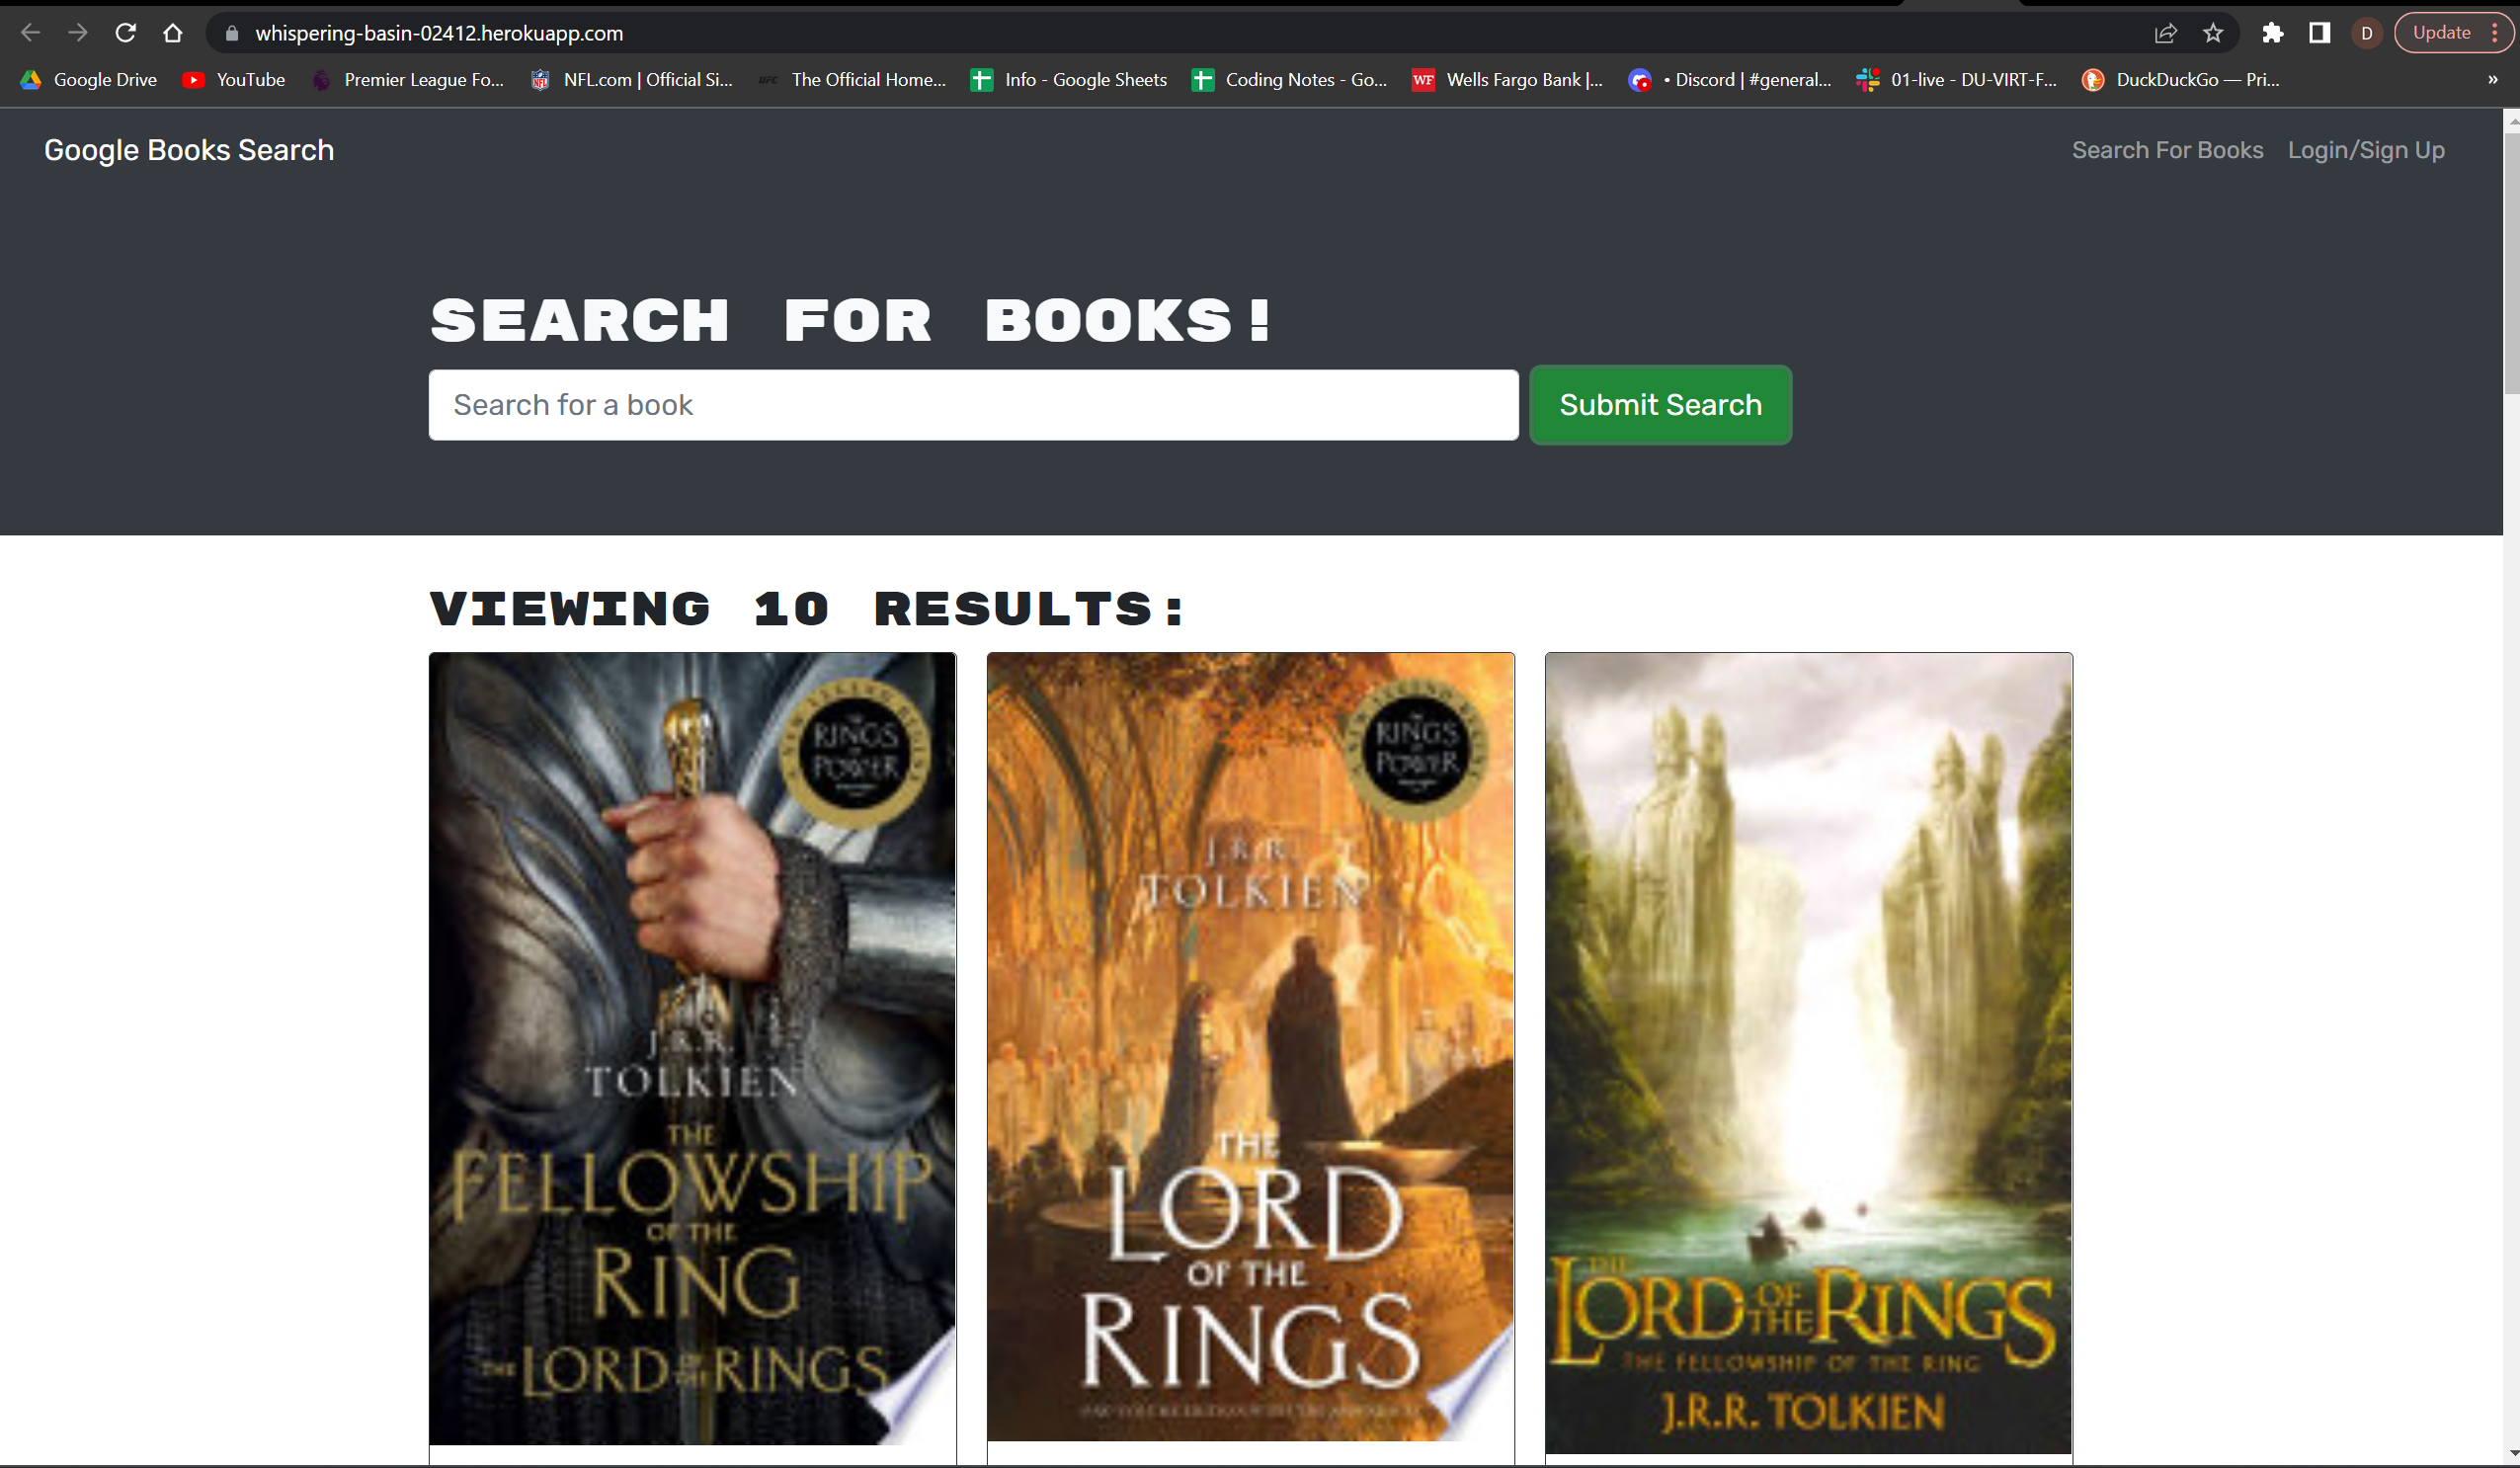 whispering-basin-02412.herokuapp.com
D
Update
Google Drive
YouTube
Premier League Fo...
NFL.com | Official Si...
UFC
The Official Home...
Info - Google Sheets
Coding Notes - Go...
WF
Wells Fargo Bank |...
• Discord | #general...
01-live - DU-VIRT-F...
DuckDuckGo — Pri...
»
Google Books Search
Search For Books
Login/Sign Up
SEARCH FOR BOOKS!
Search for a book
Submit Search
VIEWING 10 RESULTS:
THE
RINGS
OF
POWER
J.R.R.
TOLKIEN
THE
FELLOWSHIP
OF THE
RING
THE LORD OF THE RINGS
THE
RINGS
OF
POWER
J.R.R.
TOLKIEN
THE
LORD
OF THE
RINGS
THE
LORD OF THE RINGS
THE FELLOWSHIP OF THE RING
J.R.R. TOLKIEN